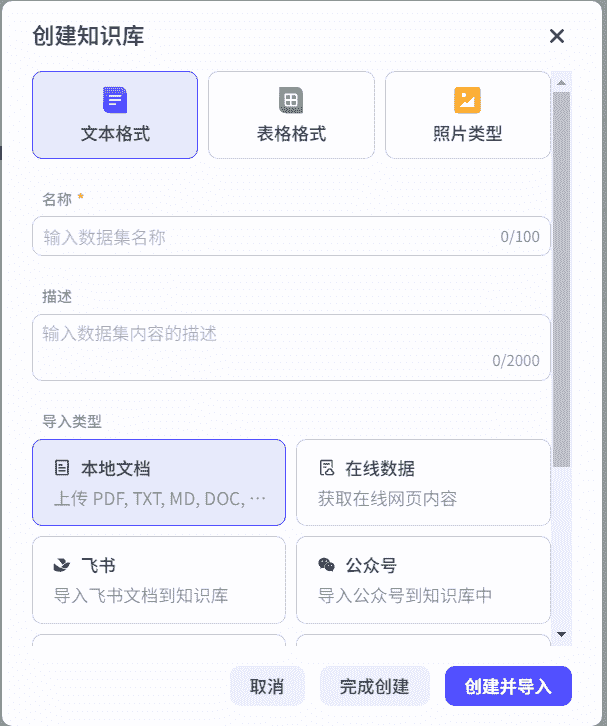 创建知识库
文本格式
表格格式
照片类型
名称 *
输入数据集名称
0/100
描述
输入数据集内容的描述
0/2000
导入类型
本地文档
上传 PDF, TXT, MD, DOC, ···
在线数据
获取在线网页内容
飞书
导入飞书文档到知识库
公众号
导入公众号到知识库中
取消
完成创建
创建并导入